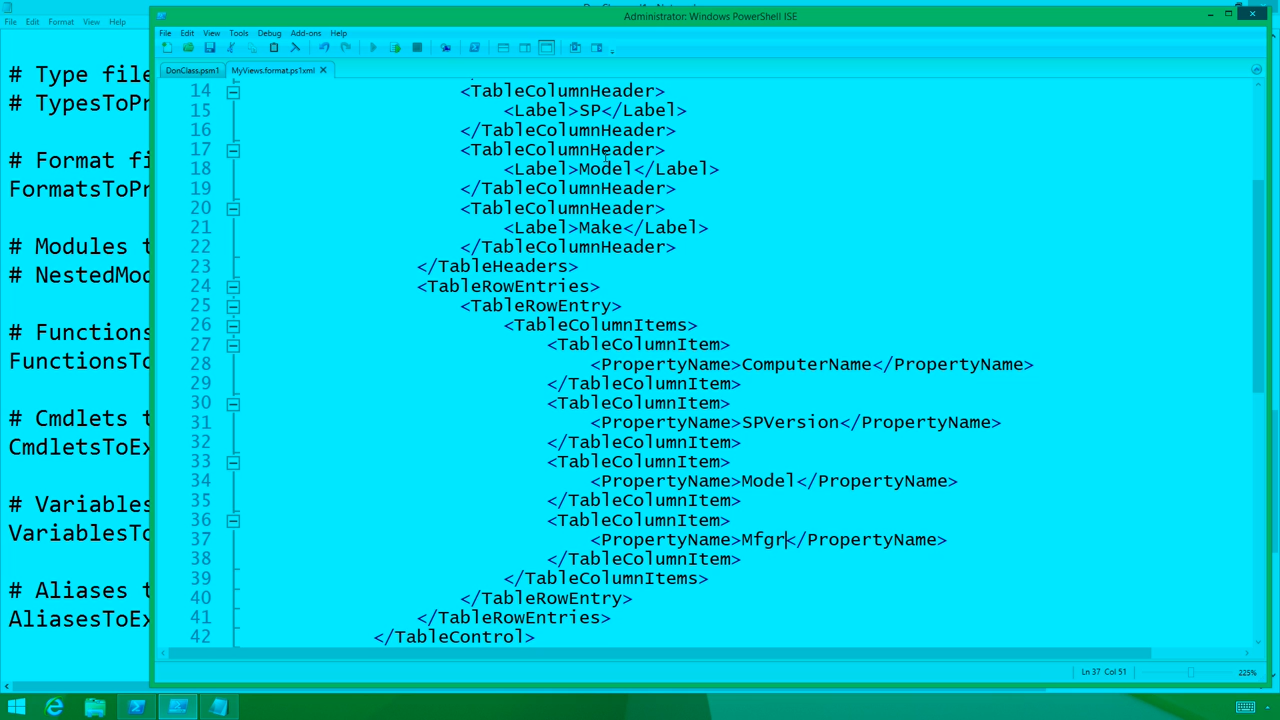 Administrator: Windows PowerShell ISE
File Edit Format View Help
File Edit View Tools Debug Add-ons Help
DonClass.psm1 MyViews.format.ps1xml
# Type file
# TypesToPr
# Format fi
FormatsToPr
# Modules t
# NestedMod
# Functions
FunctionsTo
# Cmdlets t
CmdletsToEx
# Variables
VariablesTo
# Aliases t
AliasesToEx
14 <TableColumnHeader>
15 <Label>SP</Label>
16 </TableColumnHeader>
17 <TableColumnHeader>
18 <Label>Model</Label>
19 </TableColumnHeader>
20 <TableColumnHeader>
21 <Label>Make</Label>
22 </TableColumnHeader>
23 </TableHeaders>
24 <TableRowEntries>
25 <TableRowEntry>
26 <TableColumnItems>
27 <TableColumnItem>
28 <PropertyName>ComputerName</PropertyName>
29 </TableColumnItem>
30 <TableColumnItem>
31 <PropertyName>SPVersion</PropertyName>
32 </TableColumnItem>
33 <TableColumnItem>
34 <PropertyName>Model</PropertyName>
35 </TableColumnItem>
36 <TableColumnItem>
37 <PropertyName>Mfgr</PropertyName>
38 </TableColumnItem>
39 </TableColumnItems>
40 </TableRowEntry>
41 </TableRowEntries>
42 </TableControl>
Ln 37 Col 51 225%